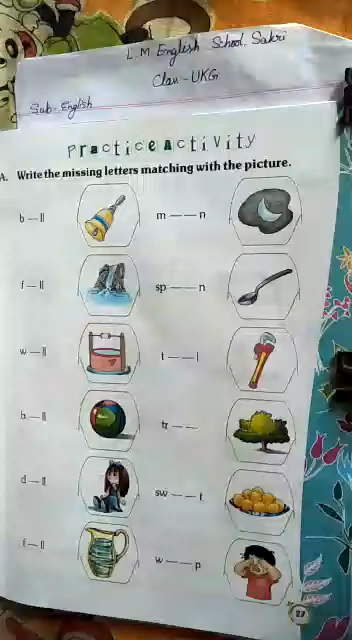 L.M English School, Sakri
Class - UKG
Sub- English
Practice Activity
A. Write the missing letters matching with the picture.
b — ll m — — n
f — ll sp — — n
w — ll t — — l
b — ll tr — —
d — ll sw — — t
f — ll w — — p
27